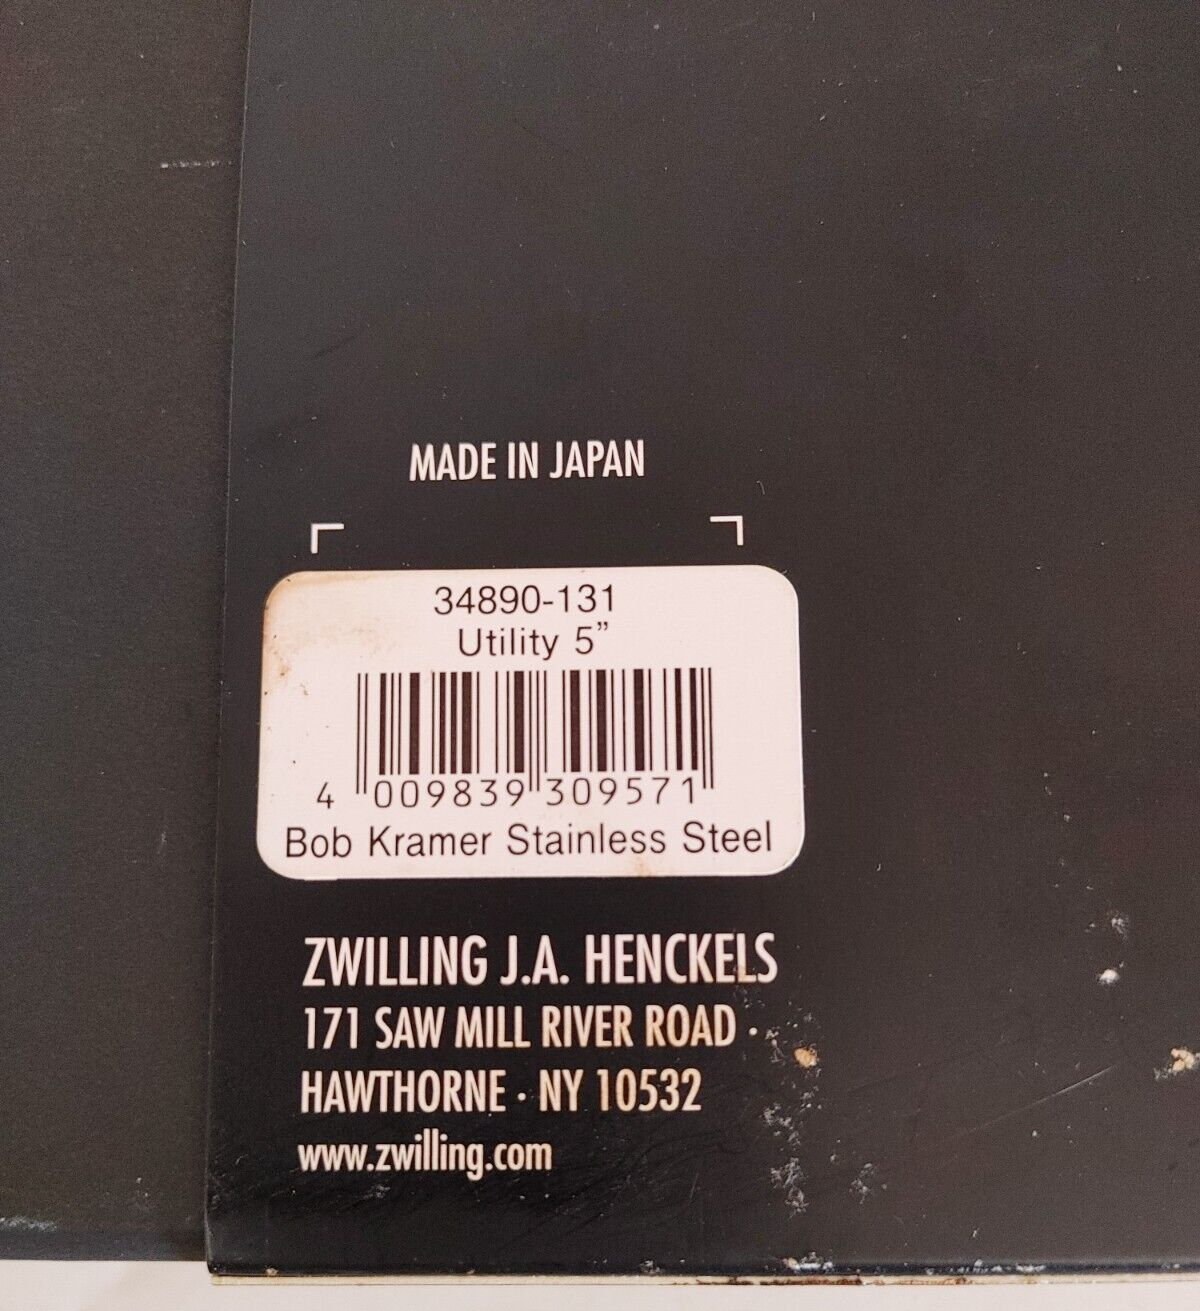 MADE IN JAPAN
34890-131
Utility 5”
4 009839 309571
Bob Kramer Stainless Steel
ZWILLING J.A. HENCKELS
171 SAW MILL RIVER ROAD ·
HAWTHORNE · NY 10532
www.zwilling.com